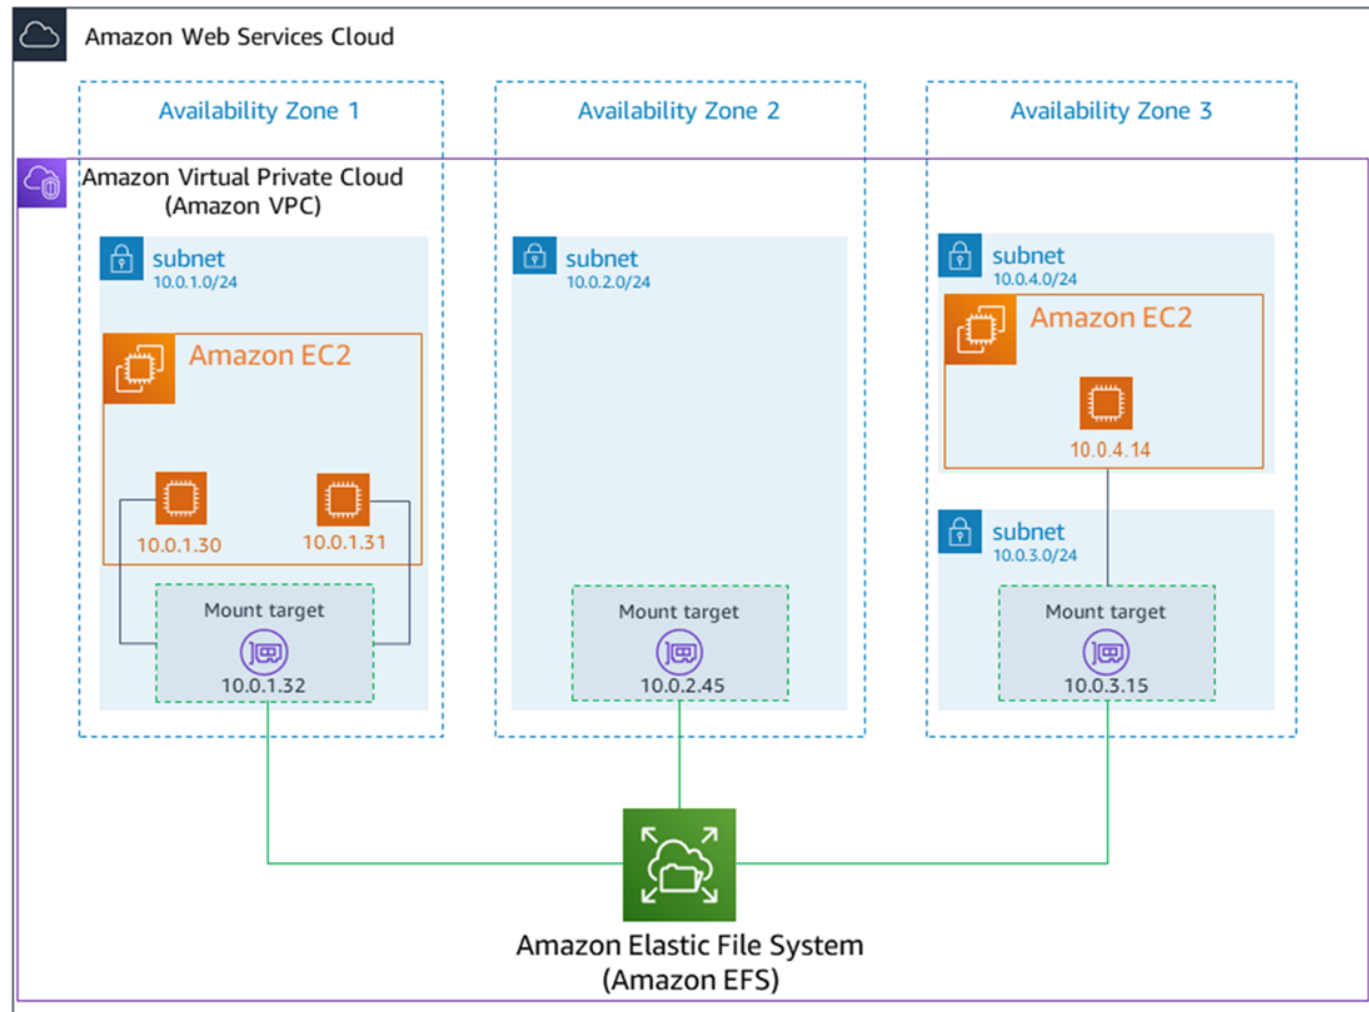 Amazon Web Services Cloud
Availability Zone 1
Availability Zone 2
Availability Zone 3
Amazon Virtual Private Cloud
(Amazon VPC)
subnet
10.0.1.0/24
Amazon EC2
10.0.1.30
10.0.1.31
Mount target
10.0.1.32
subnet
10.0.2.0/24
Mount target
10.0.2.45
subnet
10.0.4.0/24
Amazon EC2
10.0.4.14
subnet
10.0.3.0/24
Mount target
10.0.3.15
Amazon Elastic File System
(Amazon EFS)